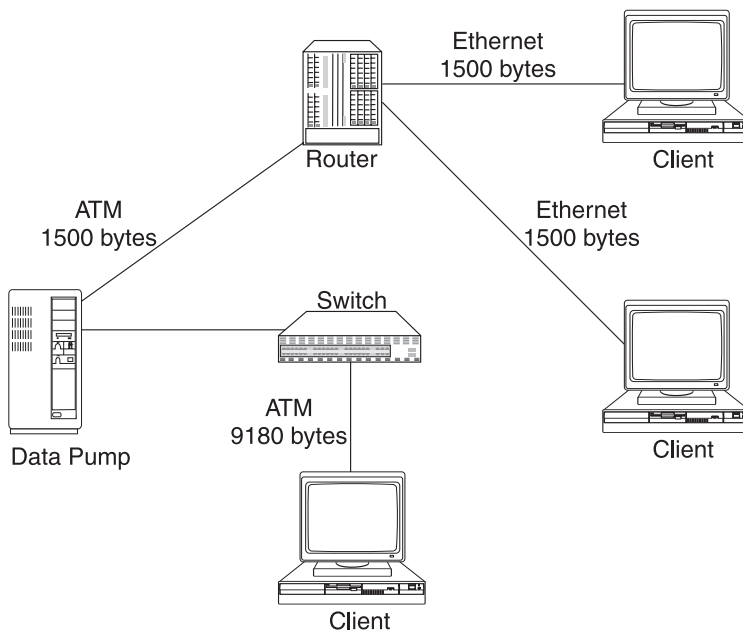 Ethernet
1500 bytes
Router
Client
ATM
1500 bytes
Ethernet
1500 bytes
Switch
ATM
9180 bytes
Data Pump
Client
Client